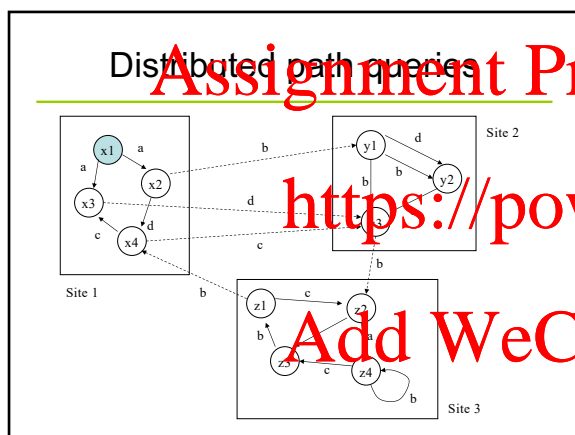 Distributed path queries
Assignment Pr
Site 2
x1
a
a
x2
x3
d
c
x4
b
d
c
y1
d
b
y2
b
3
https://pov
b
Site 1
b
z1
c
z2
b
z3
a
c
z4
b
Add WeC
Site 3